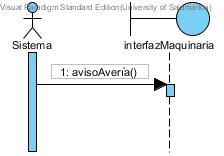 Visual Paradigm Standard Edition(University of Salamanca)
Sistema
interfazMaquinaria
1: avisoAvería()